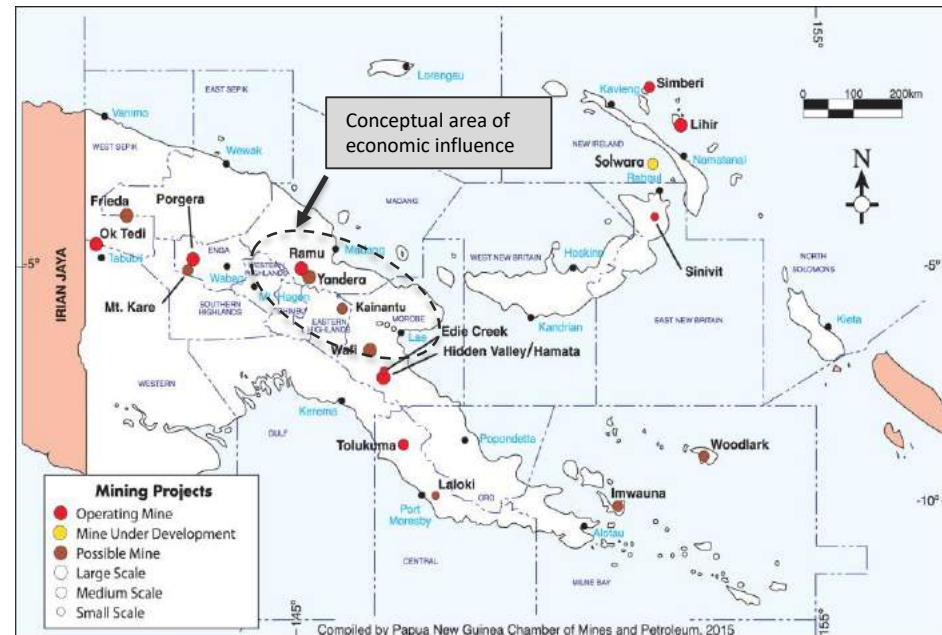 155°
Lorengau
Simberi
Kavieng
0 100 200km
Vanimo
EAST SEPIK
Conceptual area of
economic influence
Lihir
WEST SEPIK
NEW IRELAND
Namatanai
Wewak
Solwara
N
Rabaul
Frieda
Porgera
MADANG
Ok Tedi
Madang
ENGA
Ramu
Hoskins
NORTH
SOLOMONS
-5°
Tabubil
Wabag
WESTERN
HIGHLANDS
Yandera
WEST NEW BRITAIN
Sinivit
-5°
IRIAN JAYA
Mt. Kare
SOUTHERN
HIGHLANDS
Mt. Hagen
Kainantu
SIMBU
EASTERN
HIGHLANDS
MOROBE
Kandrian
EAST NEW BRITAIN
Kieta
Lae
Edie Creek
Wafi
Hidden Valley/Hamata
WESTERN
Kerema
GULF
Tolukuma
Popondetta
Woodlark
Mining Projects
Operating Mine
Mine Under Development
Possible Mine
Large Scale
Medium Scale
Small Scale
Laloki
ORO
Imwauna
Port
Moresby
-10°
Alotau
CENTRAL
MILNE BAY
145°
155°
Compiled by Papua New Guinea Chamber of Mines and Petroleum, 2015